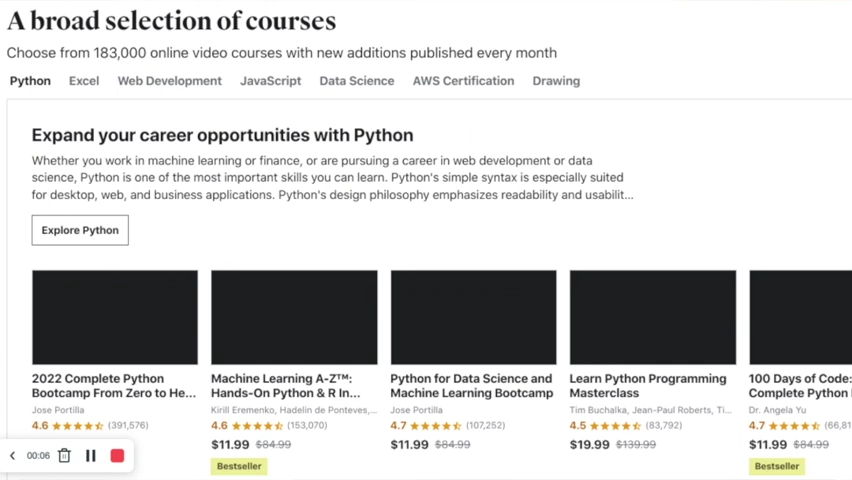 A broad selection of courses
Choose from 183,000 online video courses with new additions published every month
Python Excel Web Development JavaScript Data Science AWS Certification Drawing
Expand your career opportunities with Python
Whether you work in machine learning or finance, or are pursuing a career in web development or data
science, Python is one of the most important skills you can learn. Python's simple syntax is especially suited
for desktop, web, and business applications. Python's design philosophy emphasizes readability and usabilit...
Explore Python
2022 Complete Python
Bootcamp From Zero to He...
Jose Portilla
4.6 (391,576)
Machine Learning A-Z™:
Hands-On Python & R In...
Kirill Eremenko, Hadelin de Ponteves,...
4.6 (153,070)
$11.99 $84.99
Bestseller
Python for Data Science and
Machine Learning Bootcamp
Jose Portilla
4.7 (107,252)
$11.99 $84.99
Learn Python Programming
Masterclass
Tim Buchalka, Jean-Paul Roberts, Ti...
4.5 (83,792)
$19.99 $139.99
100 Days of Code:
Complete Python
Dr. Angela Yu
4.7 (66,81
$11.99 $84.99
Bestseller
00:06